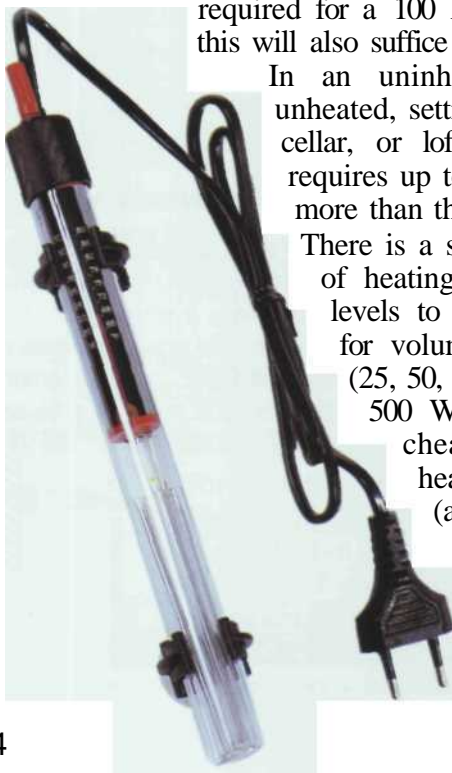 required for a 100
this will also suffice
In an uninh
unheated, sett
cellar, or lof
requires up t
more than th
There is a s
of heating
levels to
for volun
(25, 50,
500 W
chea
hea
(a
4